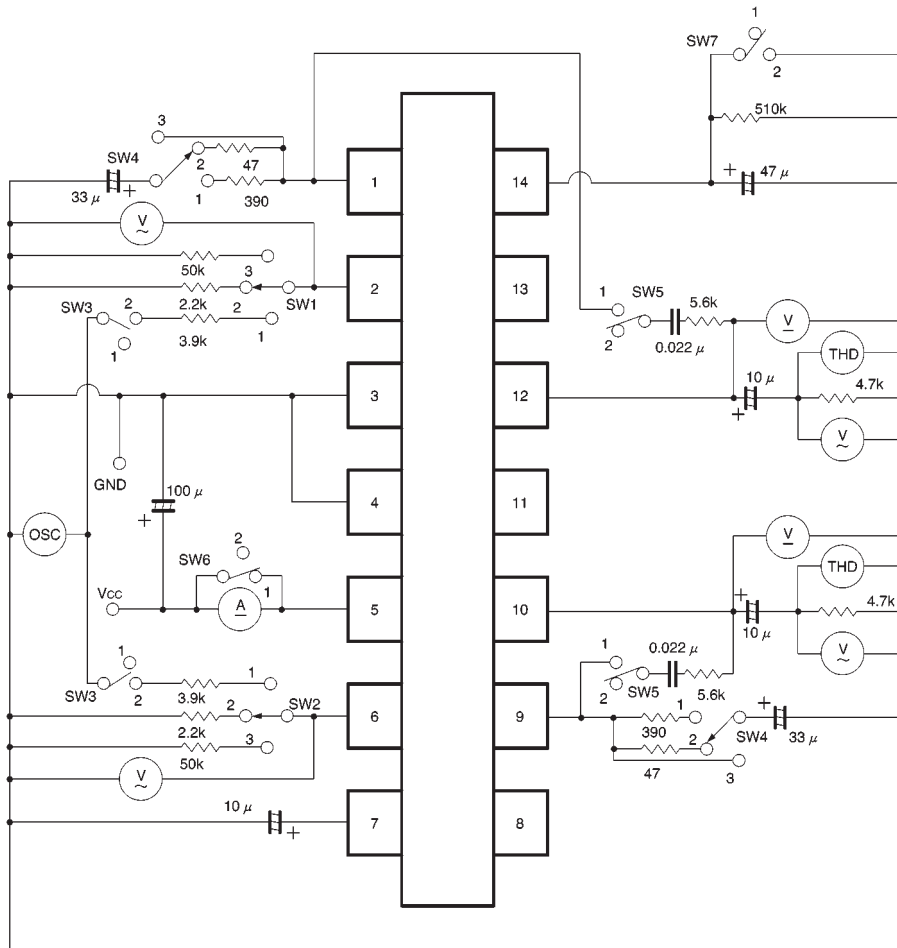 1
SW7
2
510k
3
SW4
2
47
33 μ
+
1
390
1
14
+
47 μ
V
~
50k
3
2.2k
2
SW1
2
13
SW3
2
3.9k
1
1
1
SW5
5.6k
2
0.022 μ
V
THD
10 μ
4.7k
+
3
12
V
~
GND
100 μ
+
4
11
OSC
SW6
2
1
Vcc
A
5
10
V
THD
+
4.7k
10 μ
V
~
1
SW3
2
3.9k
1
2
SW2
2.2k
3
50k
6
9
V
~
0.022 μ
1
2
SW5
5.6k
1
390
2
SW4
+
33 μ
47
3
10 μ
+
7
8